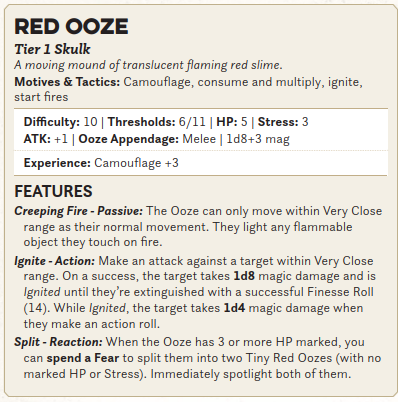 RED OOZE
Tier 1 Skulk
A moving mound of translucent flaming red slime.
Motives & Tactics: Camouflage, consume and multiply, ignite,
start fires
Difficulty: 10 | Thresholds: 6/11 | HP: 5 | Stress: 3
ATK: +1 | Ooze Appendage: Melee | 1d8+3 mag
Experience: Camouflage +3
FEATURES
Creeping Fire - Passive: The Ooze can only move within Very Close
range as their normal movement. They light any flammable
object they touch on fire.
Ignite - Action: Make an attack against a target within Very Close
range. On a success, the target takes 1d8 magic damage and is
Ignited until they're extinguished with a successful Finesse Roll
(14). While Ignited, the target takes 1d4 magic damage when
they make an action roll.
Split - Reaction: When the Ooze has 3 or more HP marked, you
can spend a Fear to split them into two Tiny Red Oozes (with no
marked HP or Stress). Immediately spotlight both of them.